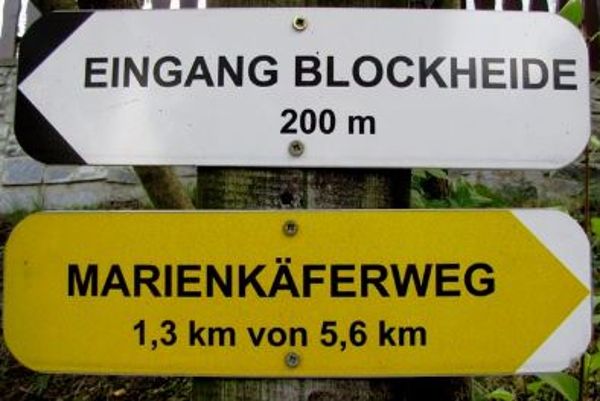 EINGANG BLOCKHEIDE
200 m
MARIENKÄFERWEG
1,3 km von 5,6 km